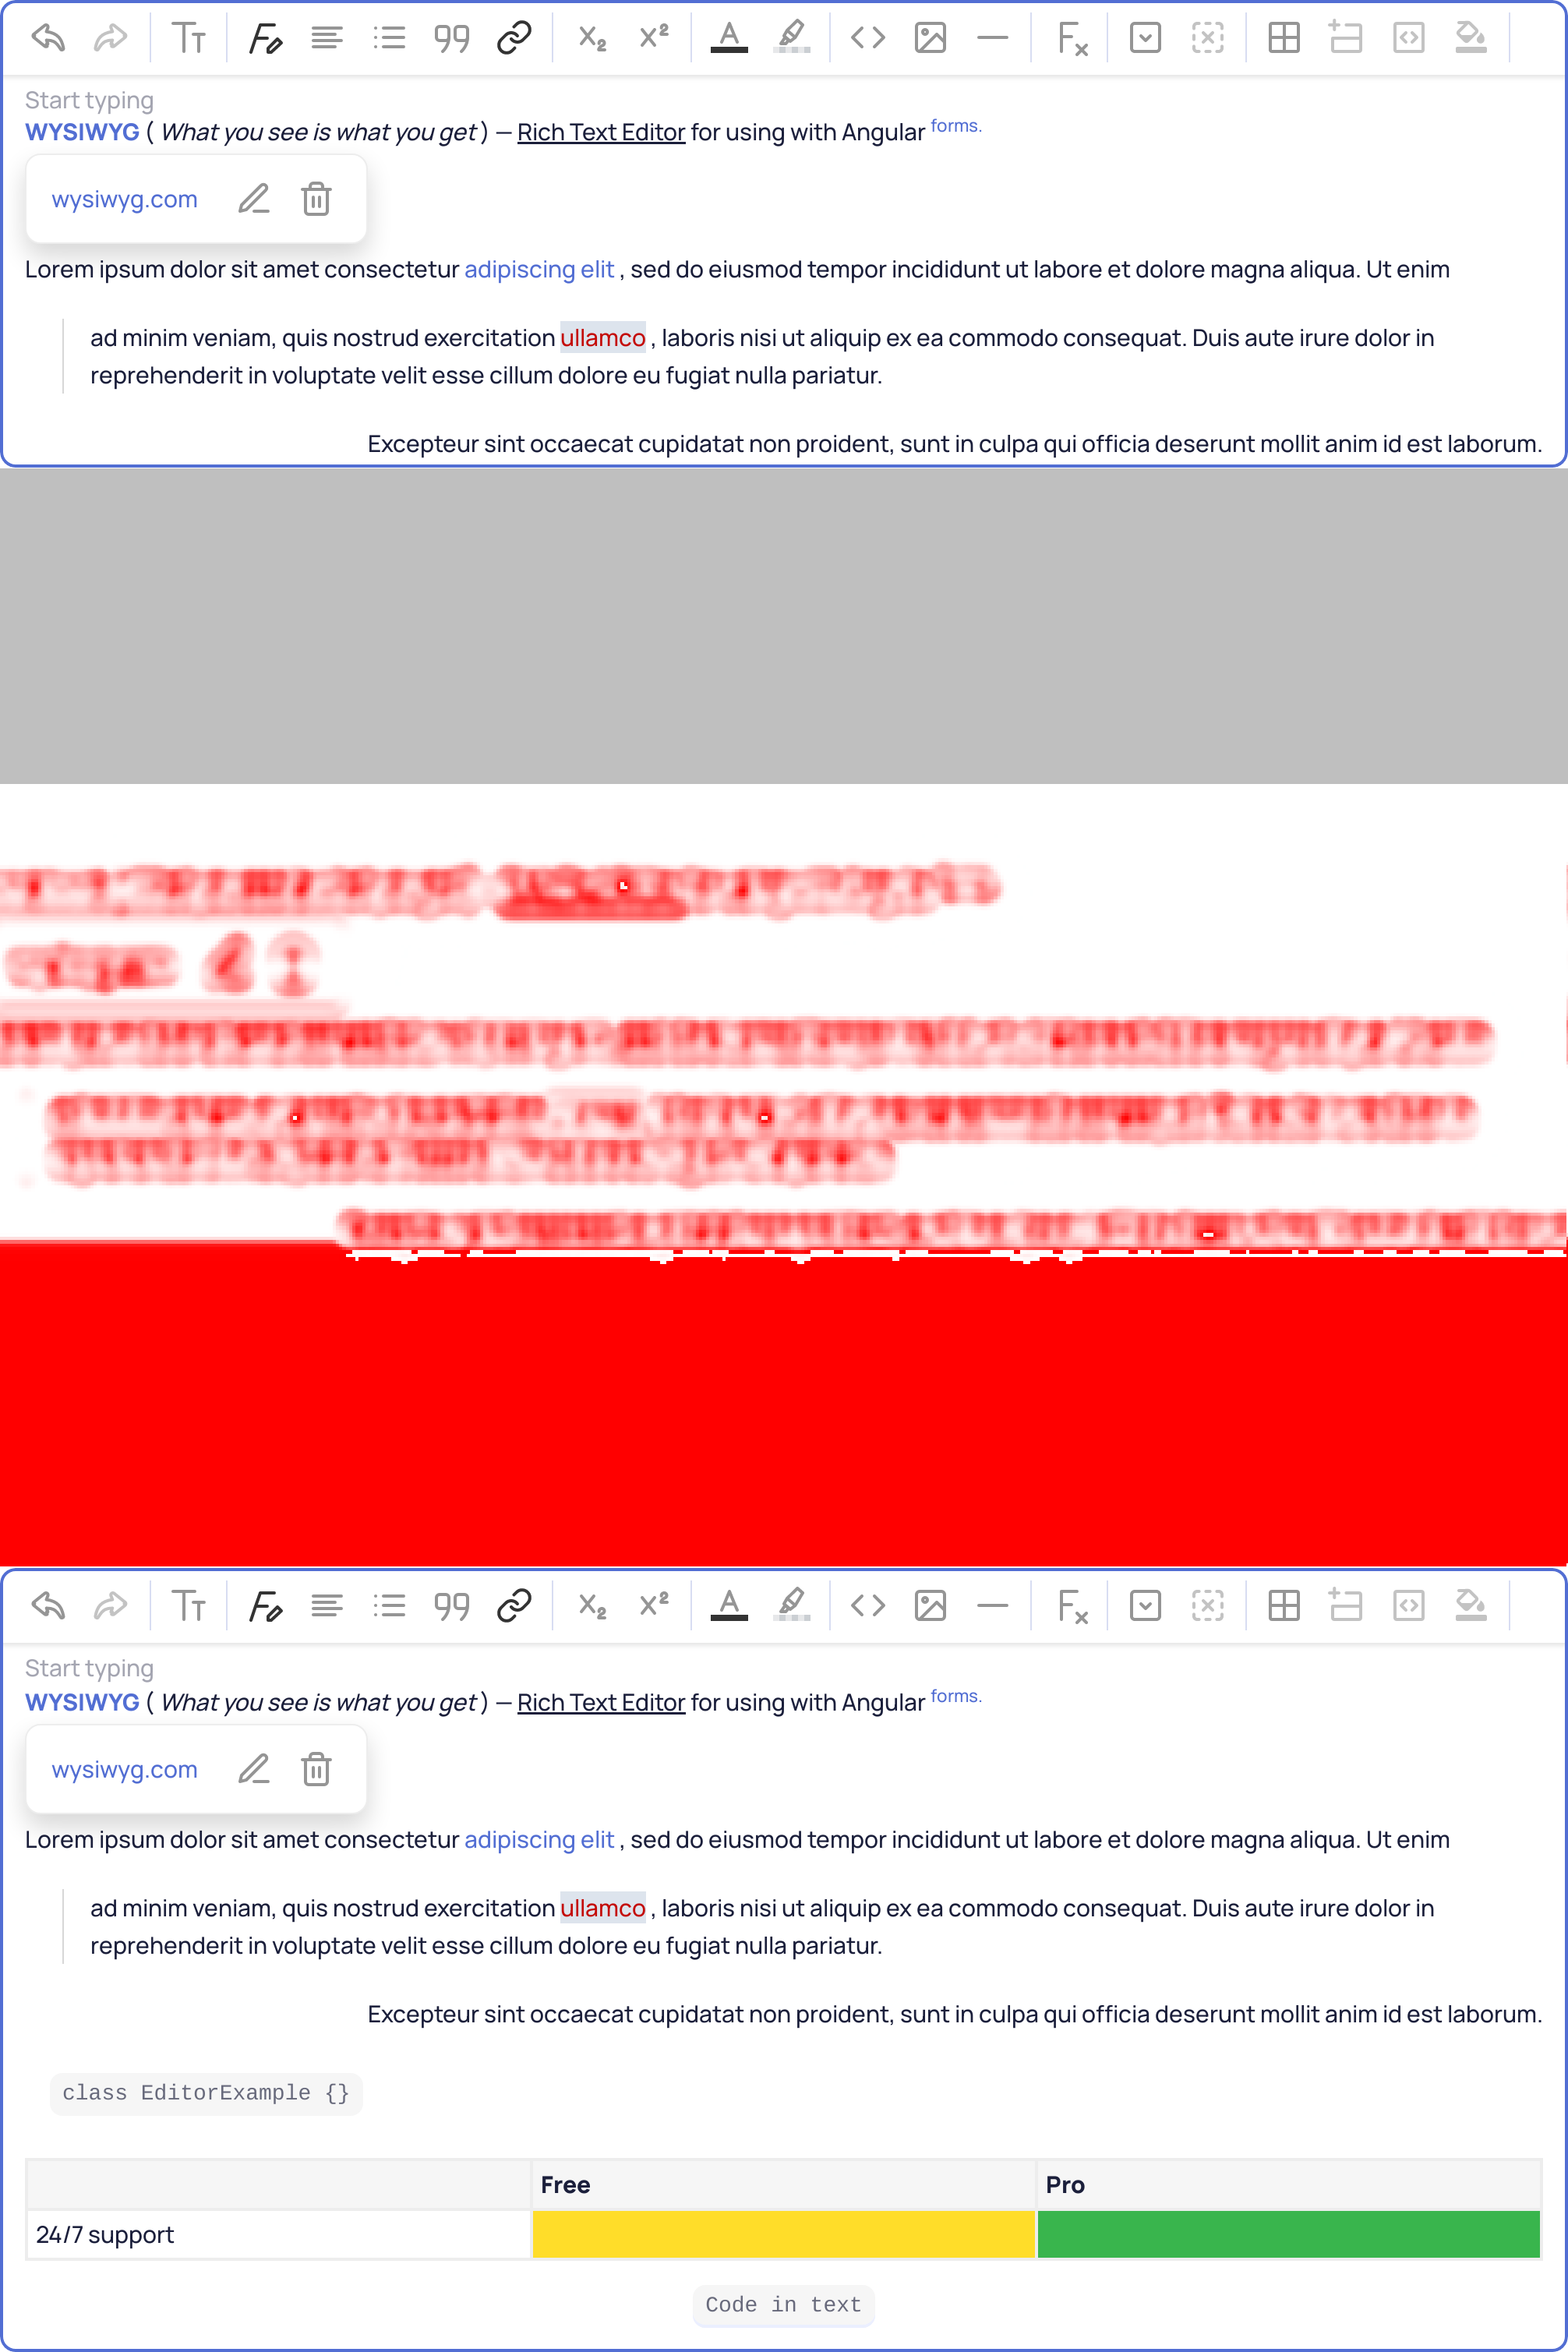 Start typing
WYSIWYG ( What you see is what you get ) — Rich Text Editor for using with Angular forms.
wysiwyg.com
Lorem ipsum dolor sit amet consectetur adipiscing elit , sed do eiusmod tempor incididunt ut labore et dolore magna aliqua. Ut enim
ad minim veniam, quis nostrud exercitation ullamco , laboris nisi ut aliquip ex ea commodo consequat. Duis aute irure dolor in
reprehenderit in voluptate velit esse cillum dolore eu fugiat nulla pariatur.
Excepteur sint occaecat cupidatat non proident, sunt in culpa qui officia deserunt mollit anim id est laborum.
Start typing
WYSIWYG ( What you see is what you get ) — Rich Text Editor for using with Angular forms.
wysiwyg.com
Lorem ipsum dolor sit amet consectetur adipiscing elit , sed do eiusmod tempor incididunt ut labore et dolore magna aliqua. Ut enim
ad minim veniam, quis nostrud exercitation ullamco , laboris nisi ut aliquip ex ea commodo consequat. Duis aute irure dolor in
reprehenderit in voluptate velit esse cillum dolore eu fugiat nulla pariatur.
Excepteur sint occaecat cupidatat non proident, sunt in culpa qui officia deserunt mollit anim id est laborum.
class EditorExample {}
Free Pro
24/7 support
Code in text